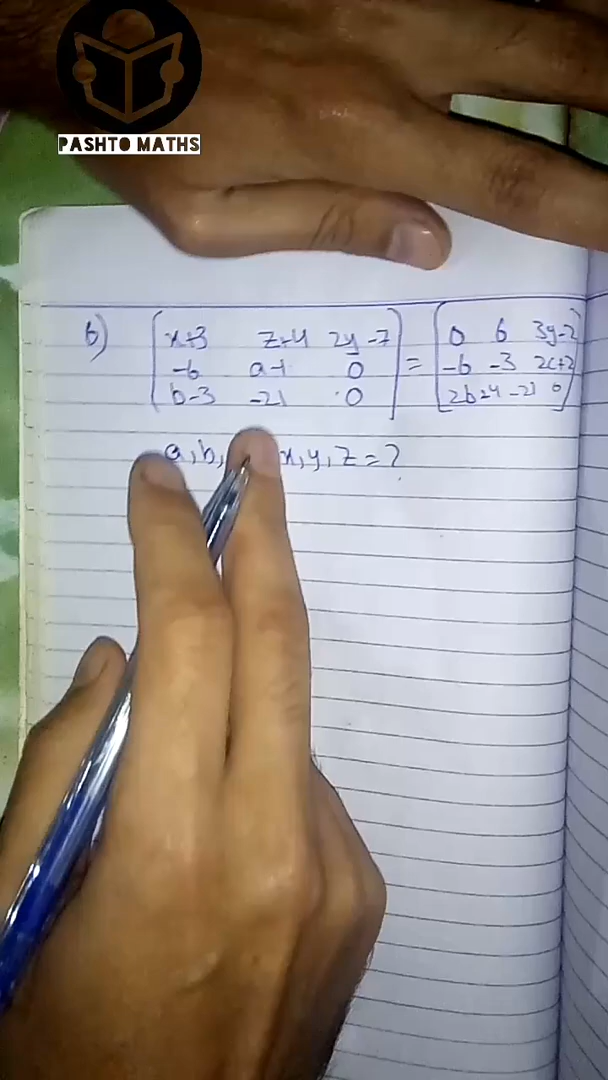 PASHTO MATHS
6) [x+3 z+4 2y-7] = [0 6 3y-2]
[-6 a-1 0] [-6 -3 2c+2]
[b-3 -21 0] [2b+4 -21 0]
a, b, x, y, z = ?